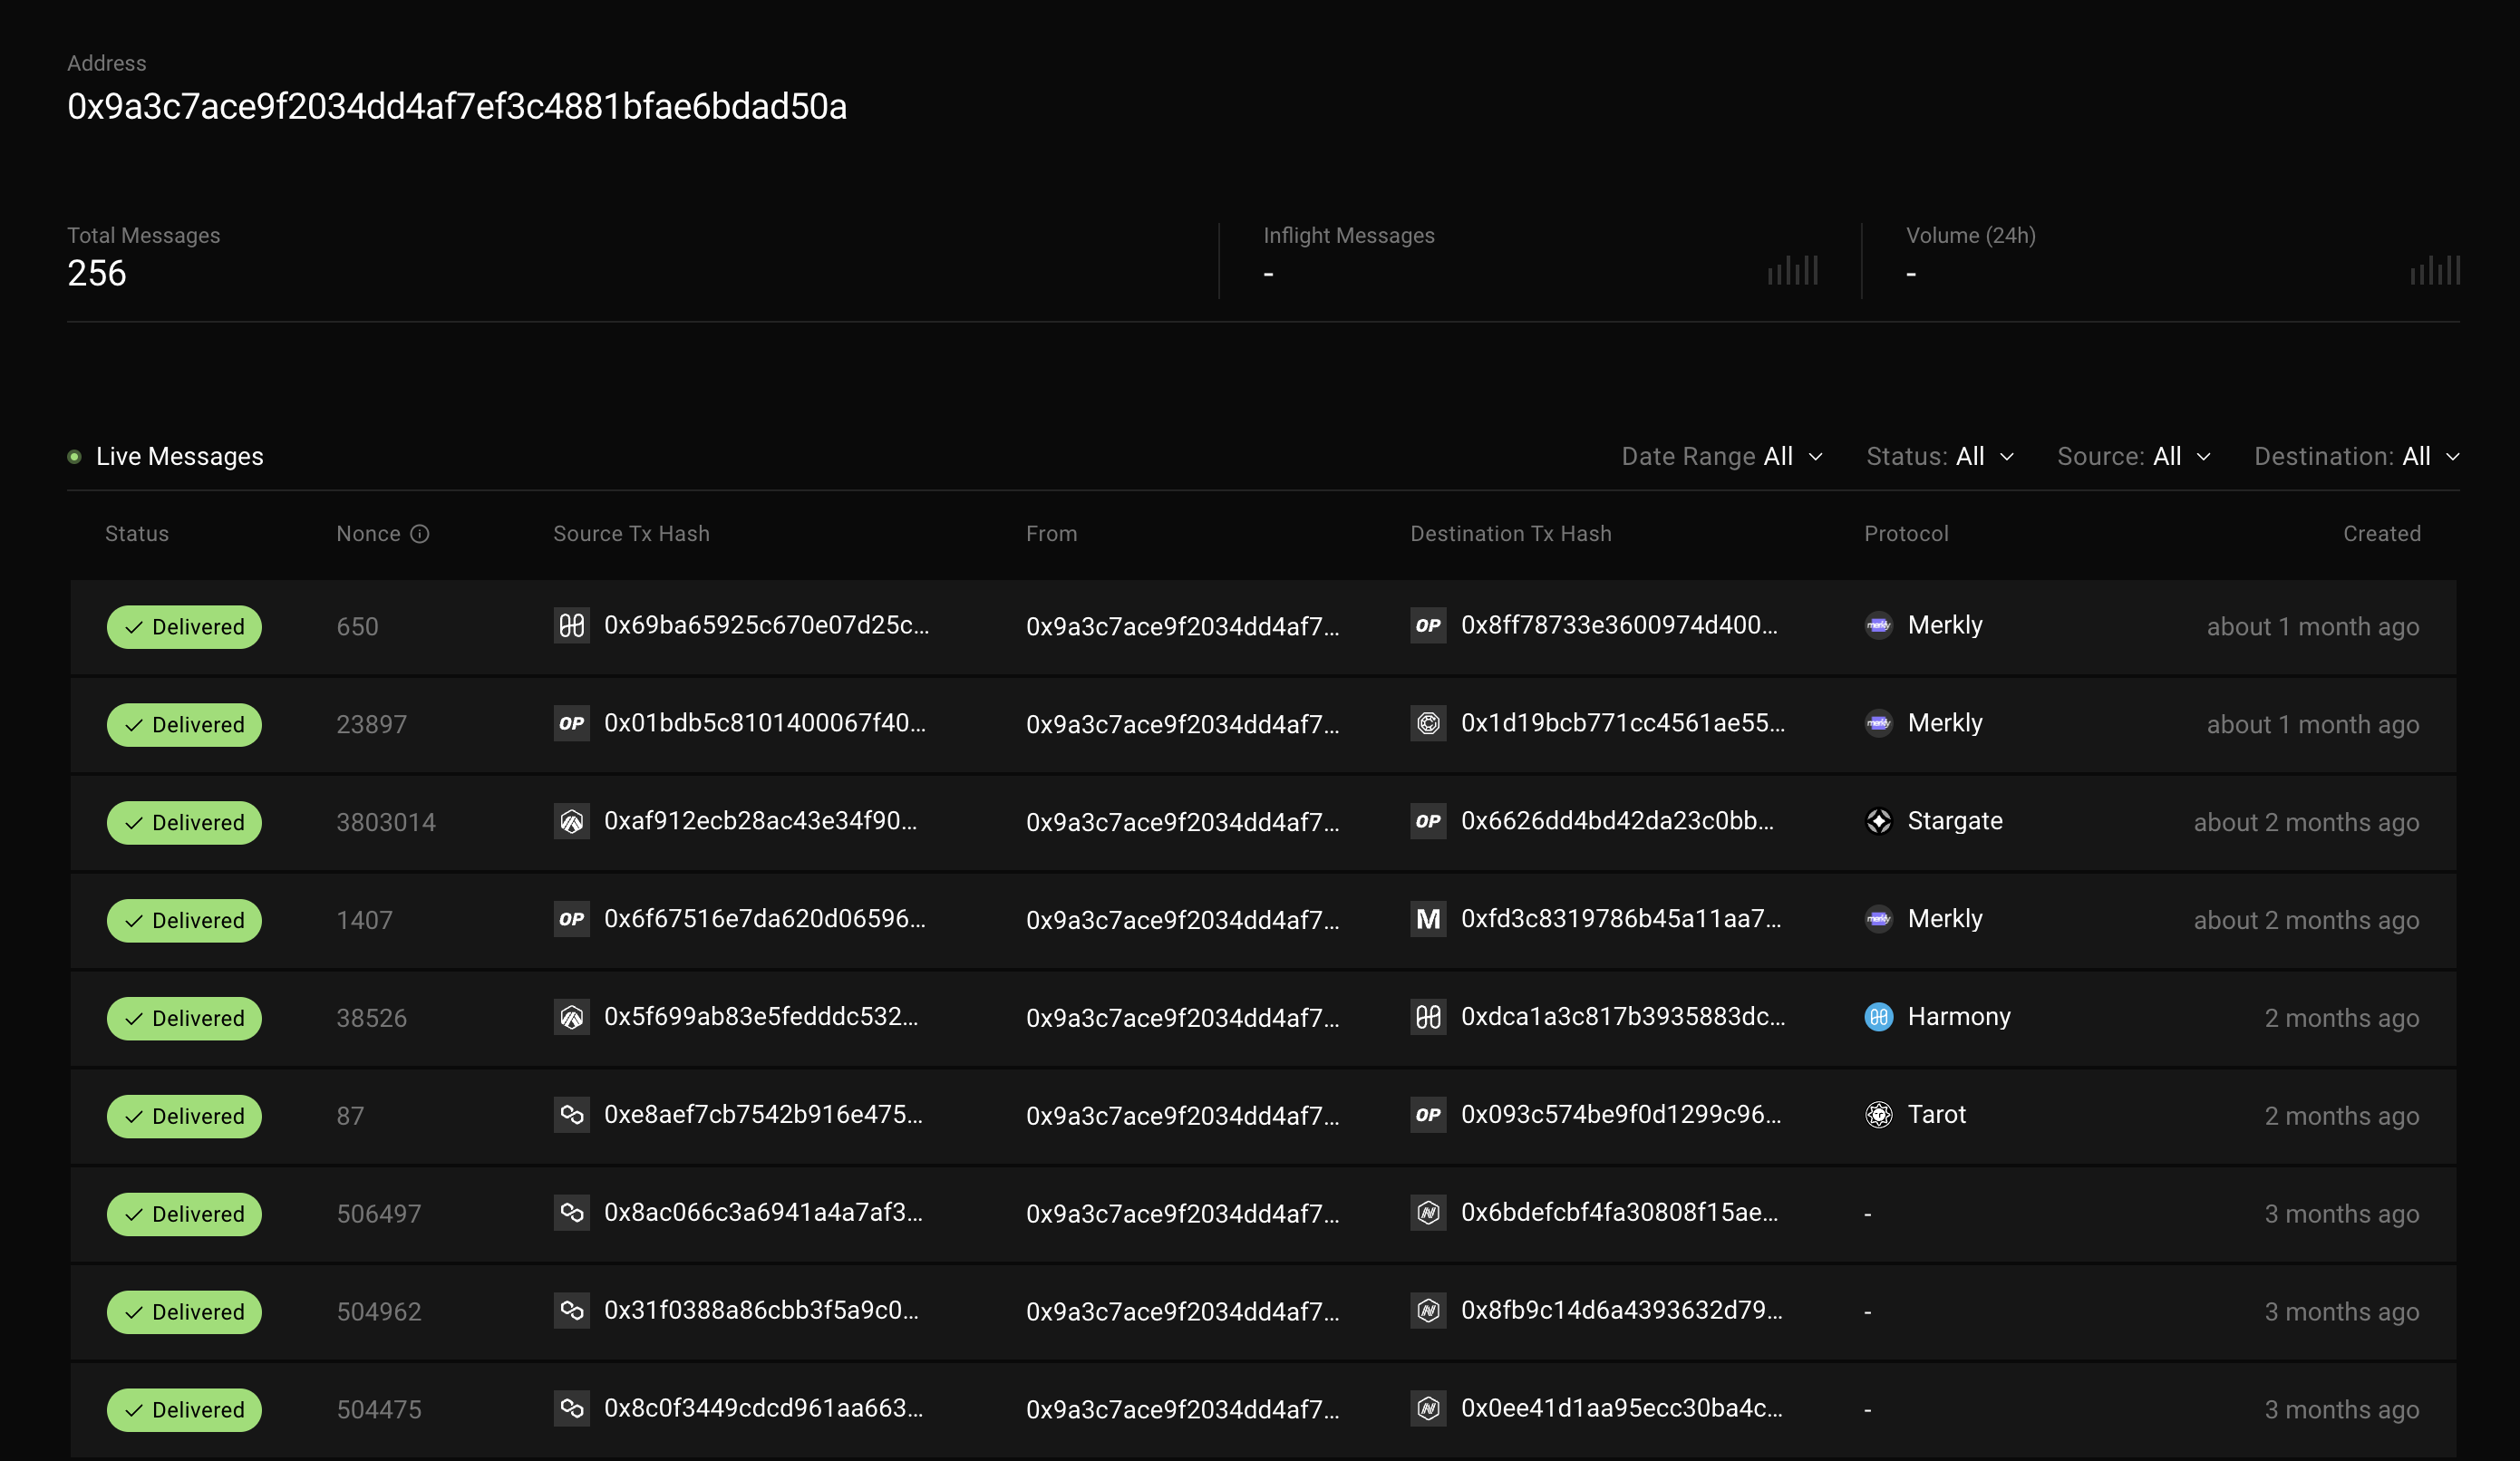 Address
0x9a3c7ace9f2034dd4af7ef3c4881bfae6bdad50a
Total Messages
256
Inflight Messages
-
Volume (24h)
-
Live Messages
Date Range All Status: All Source: All Destination: All
Status Nonce Source Tx Hash From Destination Tx Hash Protocol Created
Delivered 650 0x69ba65925c670e07d25c... 0x9a3c7ace9f2034dd4af7... OP 0x8ff78733e3600974d400... merkly Merkly about 1 month ago
Delivered 23897 OP 0x01bdb5c8101400067f40... 0x9a3c7ace9f2034dd4af7... 0x1d19bcb771cc4561ae55... merkly Merkly about 1 month ago
Delivered 3803014 0xaf912ecb28ac43e34f90... 0x9a3c7ace9f2034dd4af7... OP 0x6626dd4bd42da23c0bb... Stargate about 2 months ago
Delivered 1407 OP 0x6f67516e7da620d06596... 0x9a3c7ace9f2034dd4af7... M 0xfd3c8319786b45a11aa7... merkly Merkly about 2 months ago
Delivered 38526 0x5f699ab83e5fedddc532... 0x9a3c7ace9f2034dd4af7... 0xdca1a3c817b3935883dc... Harmony 2 months ago
Delivered 87 0xe8aef7cb7542b916e475... 0x9a3c7ace9f2034dd4af7... OP 0x093c574be9f0d1299c96... Tarot 2 months ago
Delivered 506497 0x8ac066c3a6941a4a7af3... 0x9a3c7ace9f2034dd4af7... 0x6bdefcbf4fa30808f15ae... - 3 months ago
Delivered 504962 0x31f0388a86cbb3f5a9c0... 0x9a3c7ace9f2034dd4af7... 0x8fb9c14d6a4393632d79... - 3 months ago
Delivered 504475 0x8c0f3449cdcd961aa663... 0x9a3c7ace9f2034dd4af7... 0x0ee41d1aa95ecc30ba4c... - 3 months ago